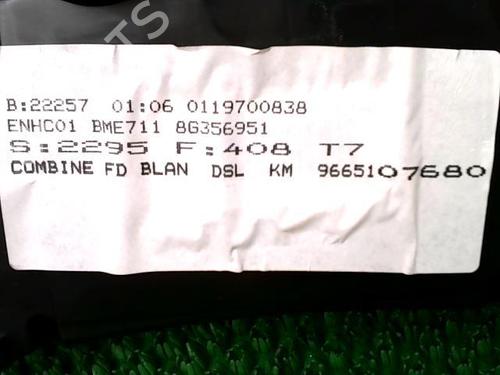 B:22257 01:06 0119700838
ENHC01 BME711 8G356951
S:2295 F:408 T7
COMBINE FD BLAN DSL KM 9665107680